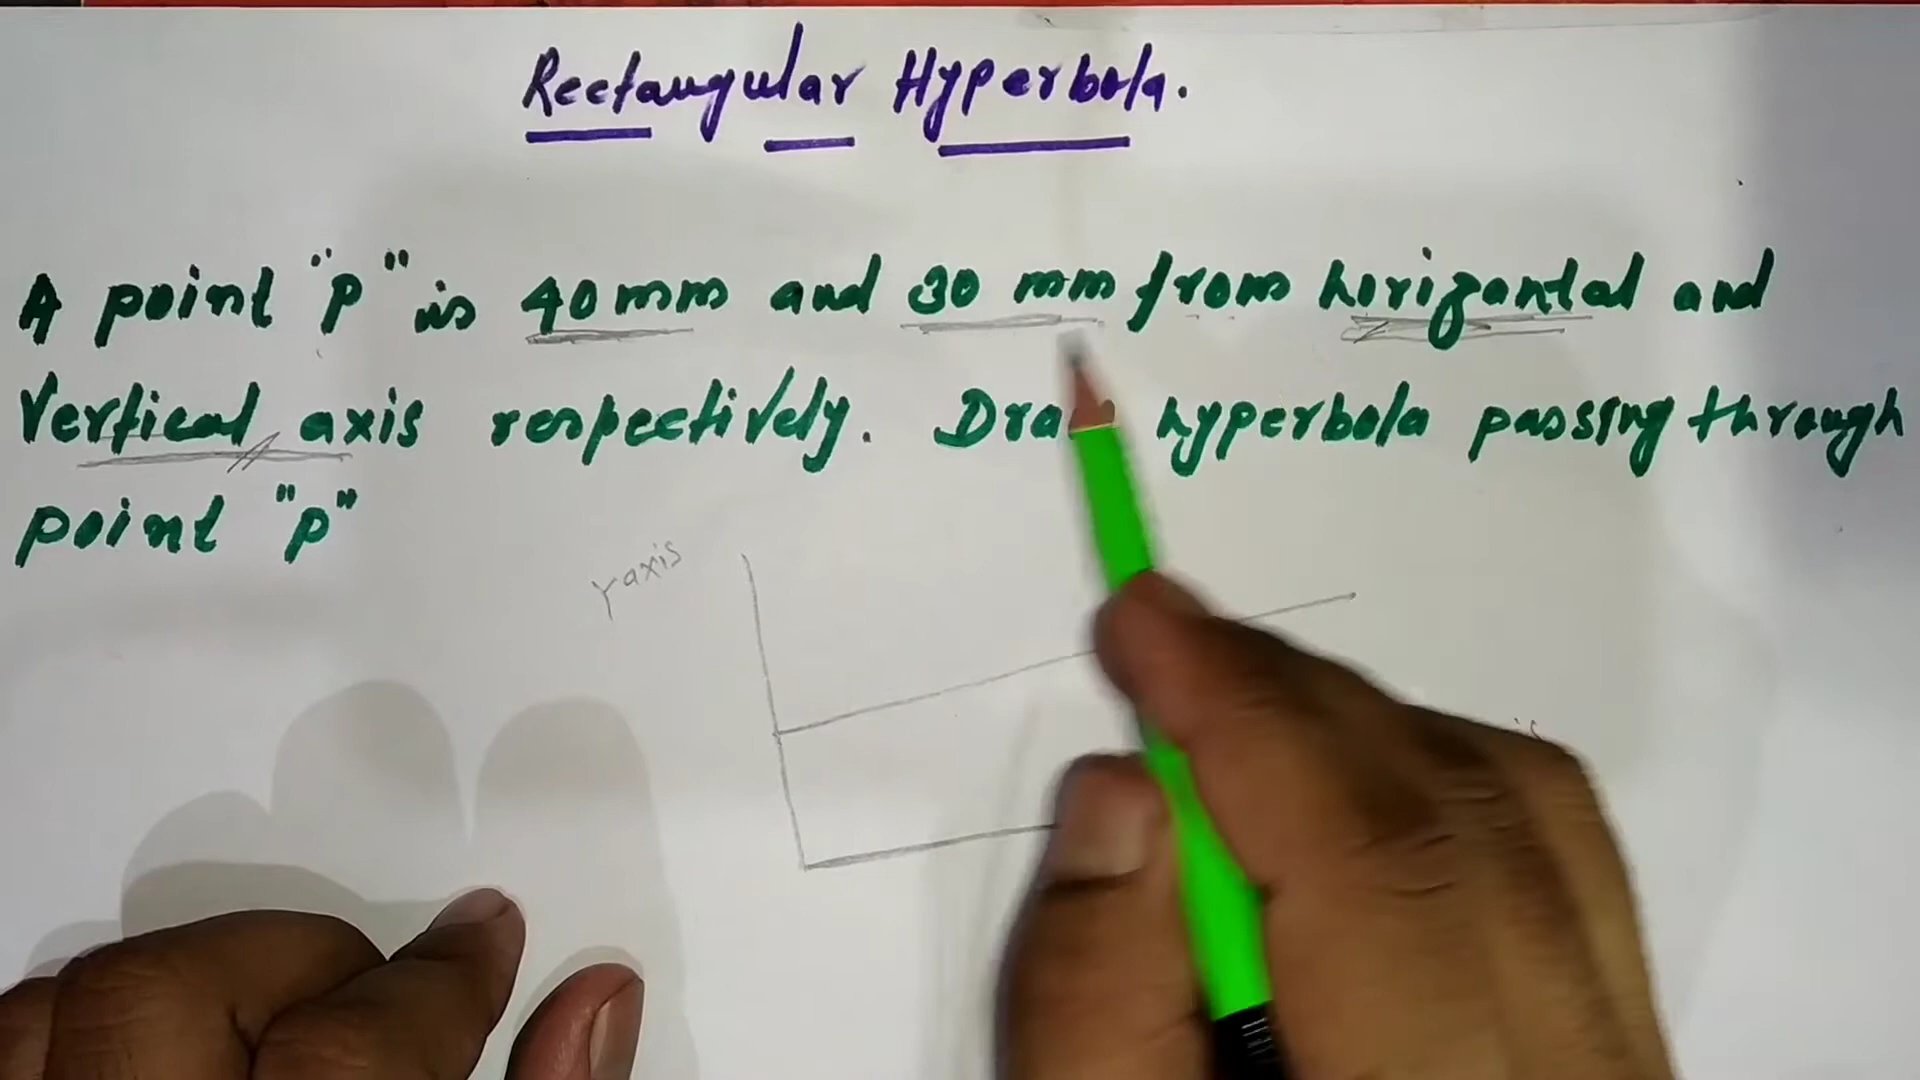 Rectangular Hyperbola.
A point "P" is 40mm and 30 mm from horizantal and
Vertical axis respectively. Draw hyperbola passing through
point "P"
Y axis